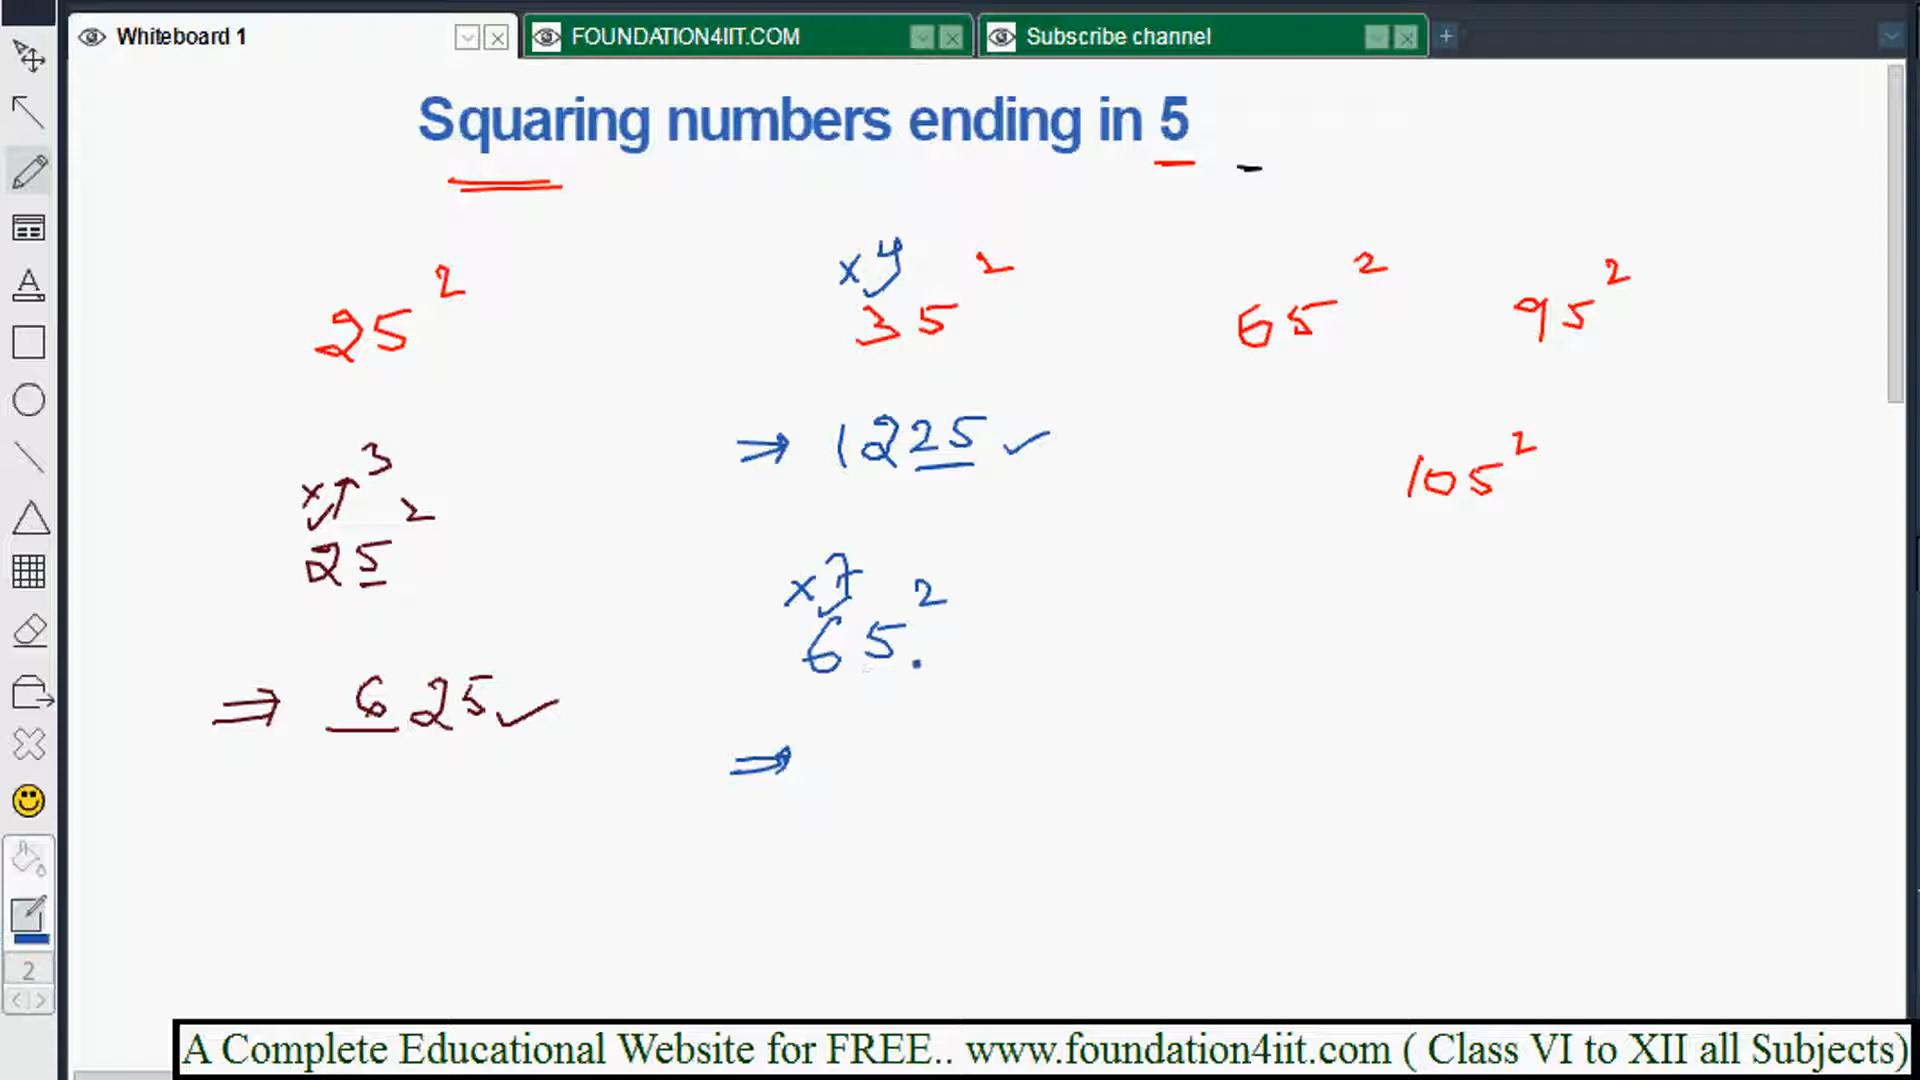 Whiteboard 1
FOUNDATION4IIT.COM
Subscribe channel
Squaring numbers ending in 5
25²
x4
35²
65²
95²
⇒ 1225 ✓
105²
x 3
25²
x7
65².
⇒ 625 ✓
⇒
2
A Complete Educational Website for FREE.. www.foundation4iit.com ( Class VI to XII all Subjects)